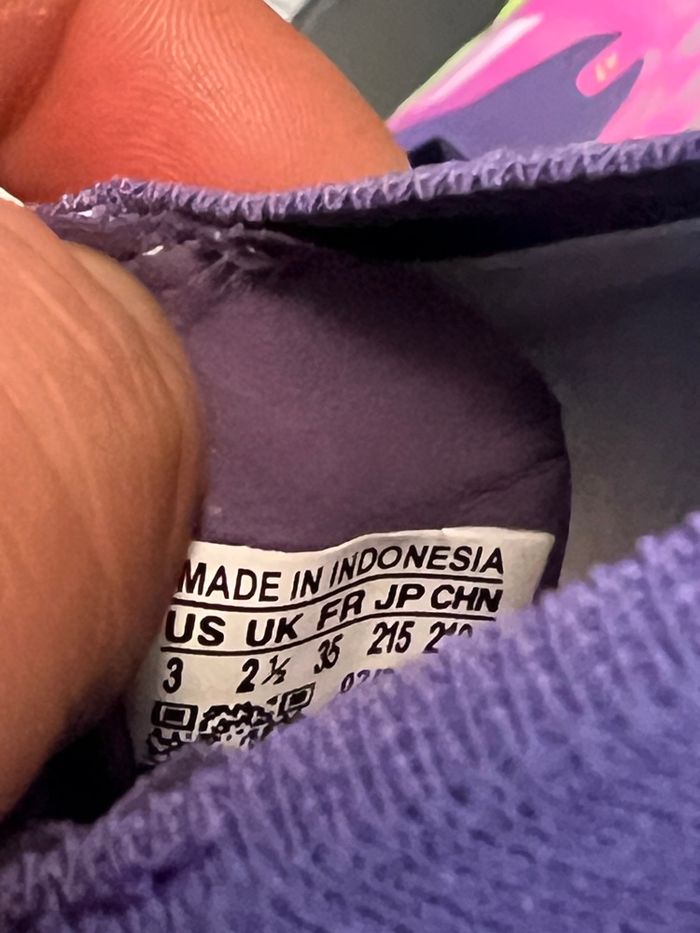 MADE IN INDONESIA
US UK FR JP CHN
3 2½ 35 215